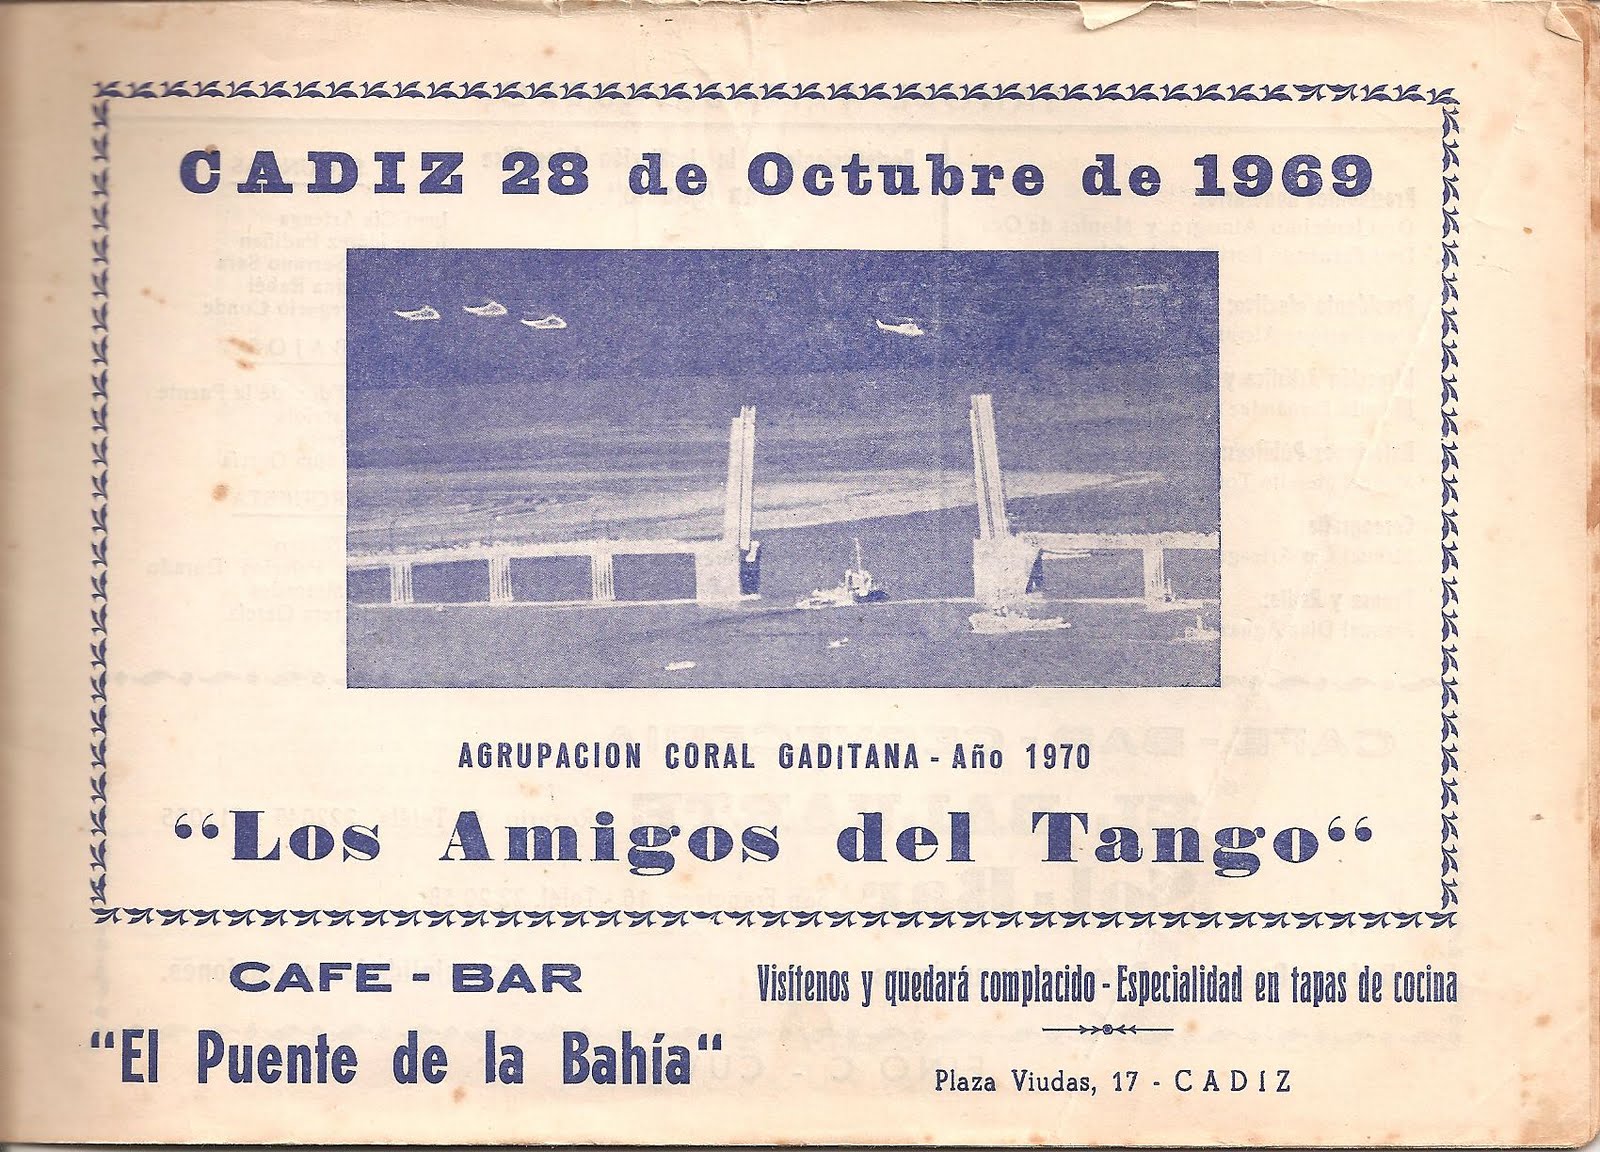 CADIZ 28 de Octubre de 1969
AGRUPACION CORAL GADITANA - Año 1970
“Los Amigos del Tango“
CAFE - BAR
"El Puente de la Bahía“
Visítenos y quedará complacido - Especialidad en tapas de cocina
Plaza Viudas, 17 - CADIZ